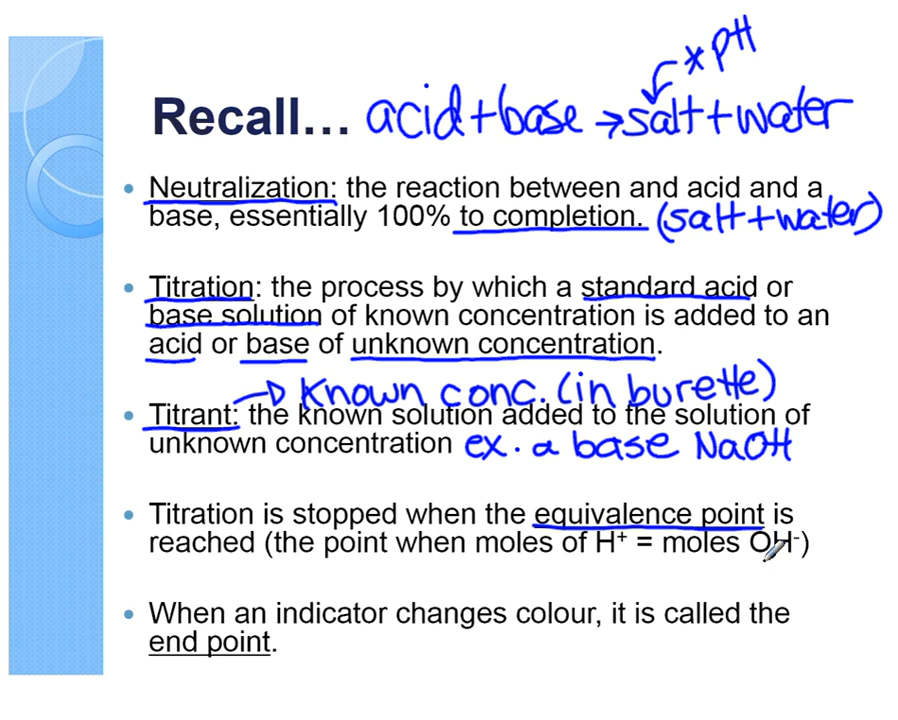 * pH
Recall... acid + base → salt + water
• Neutralization: the reaction between and acid and a
base, essentially 100% to completion. (salt + water)
• Titration: the process by which a standard acid or
base solution of known concentration is added to an
acid or base of unknown concentration.
→ Known conc. (in burette)
• Titrant: the known solution added to the solution of
unknown concentration ex. a base NaOH
• Titration is stopped when the equivalence point is
reached (the point when moles of H⁺ = moles OH⁻)
• When an indicator changes colour, it is called the
end point.